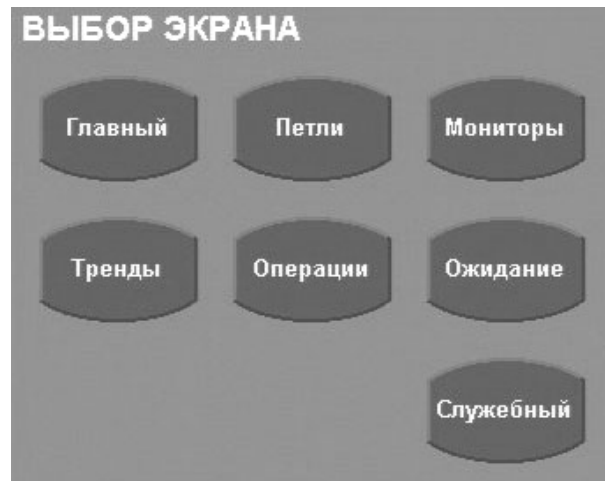 ВЫБОР ЭКРАНА
Главный Петли Мониторы
Тренды Операции Ожидание
Служебный